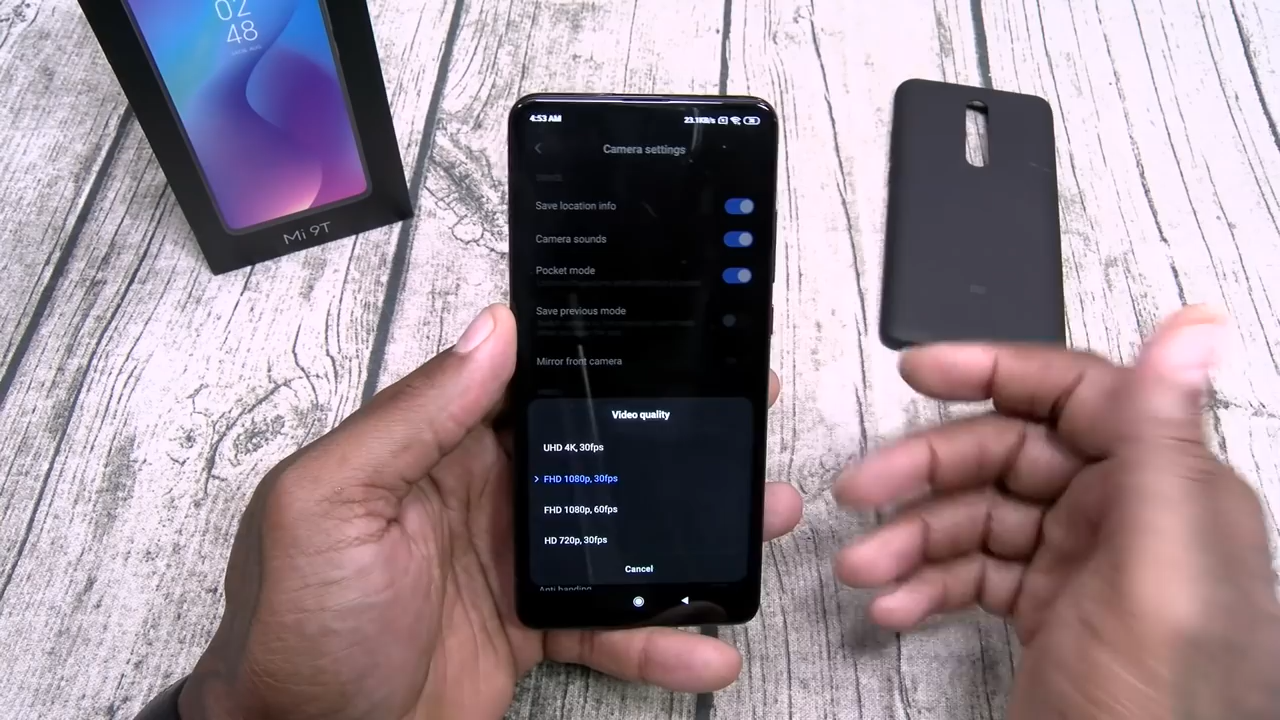 02
48
Mi 9T
4:53 AM
23.1KB/s
Camera settings
Save location info
Camera sounds
Pocket mode
Save previous mode
Mirror front camera
Video quality
UHD 4K, 30fps
FHD 1080p, 30fps
FHD 1080p, 60fps
HD 720p, 30fps
Cancel
Anti banding